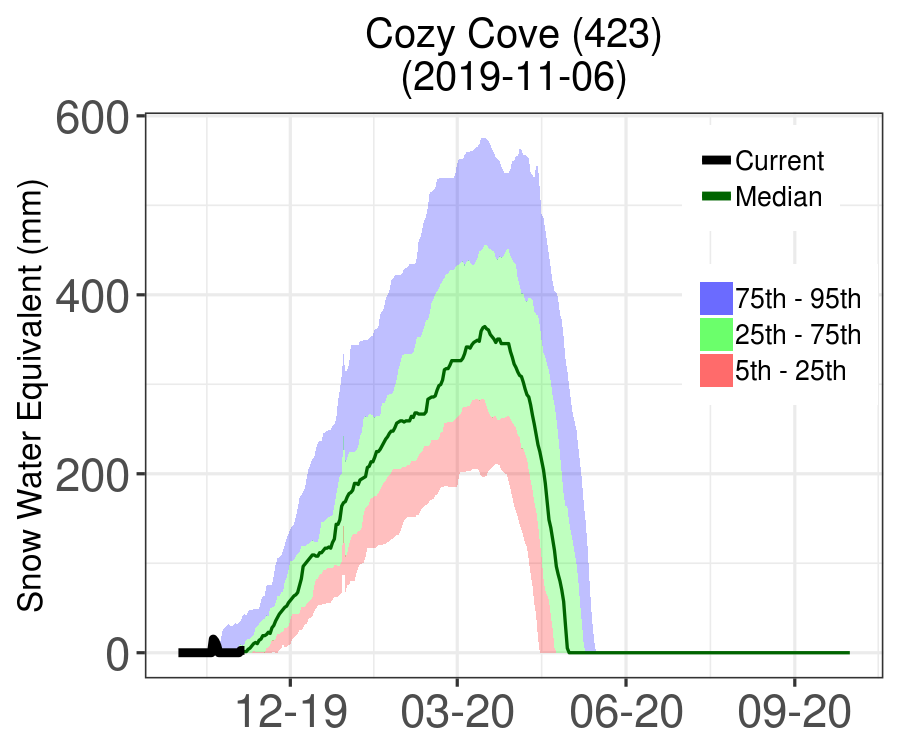 Cozy Cove (423)
(2019-11-06)
Snow Water Equivalent (mm)
600
400
200
0
Current
Median
75th - 95th
25th - 75th
5th - 25th
12-19 03-20 06-20 09-20